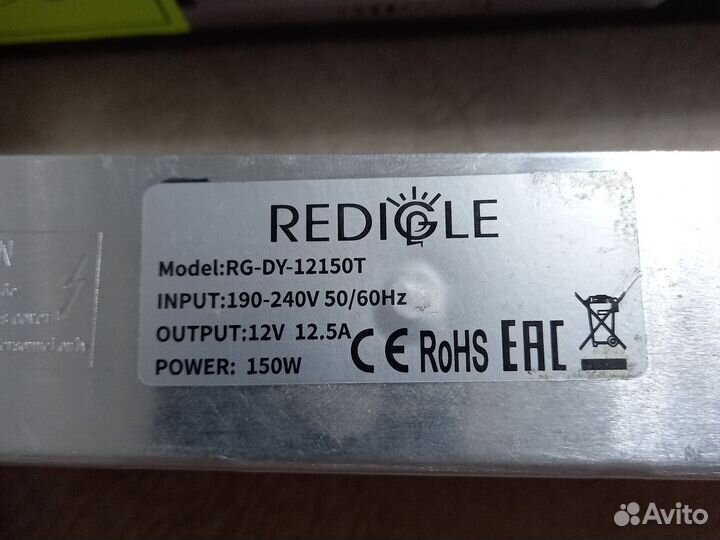 REDIGLE
Model:RG-DY-12150T
INPUT:190-240V 50/60Hz
OUTPUT:12V 12.5A
POWER: 150W
CE RoHS EAC
Avito